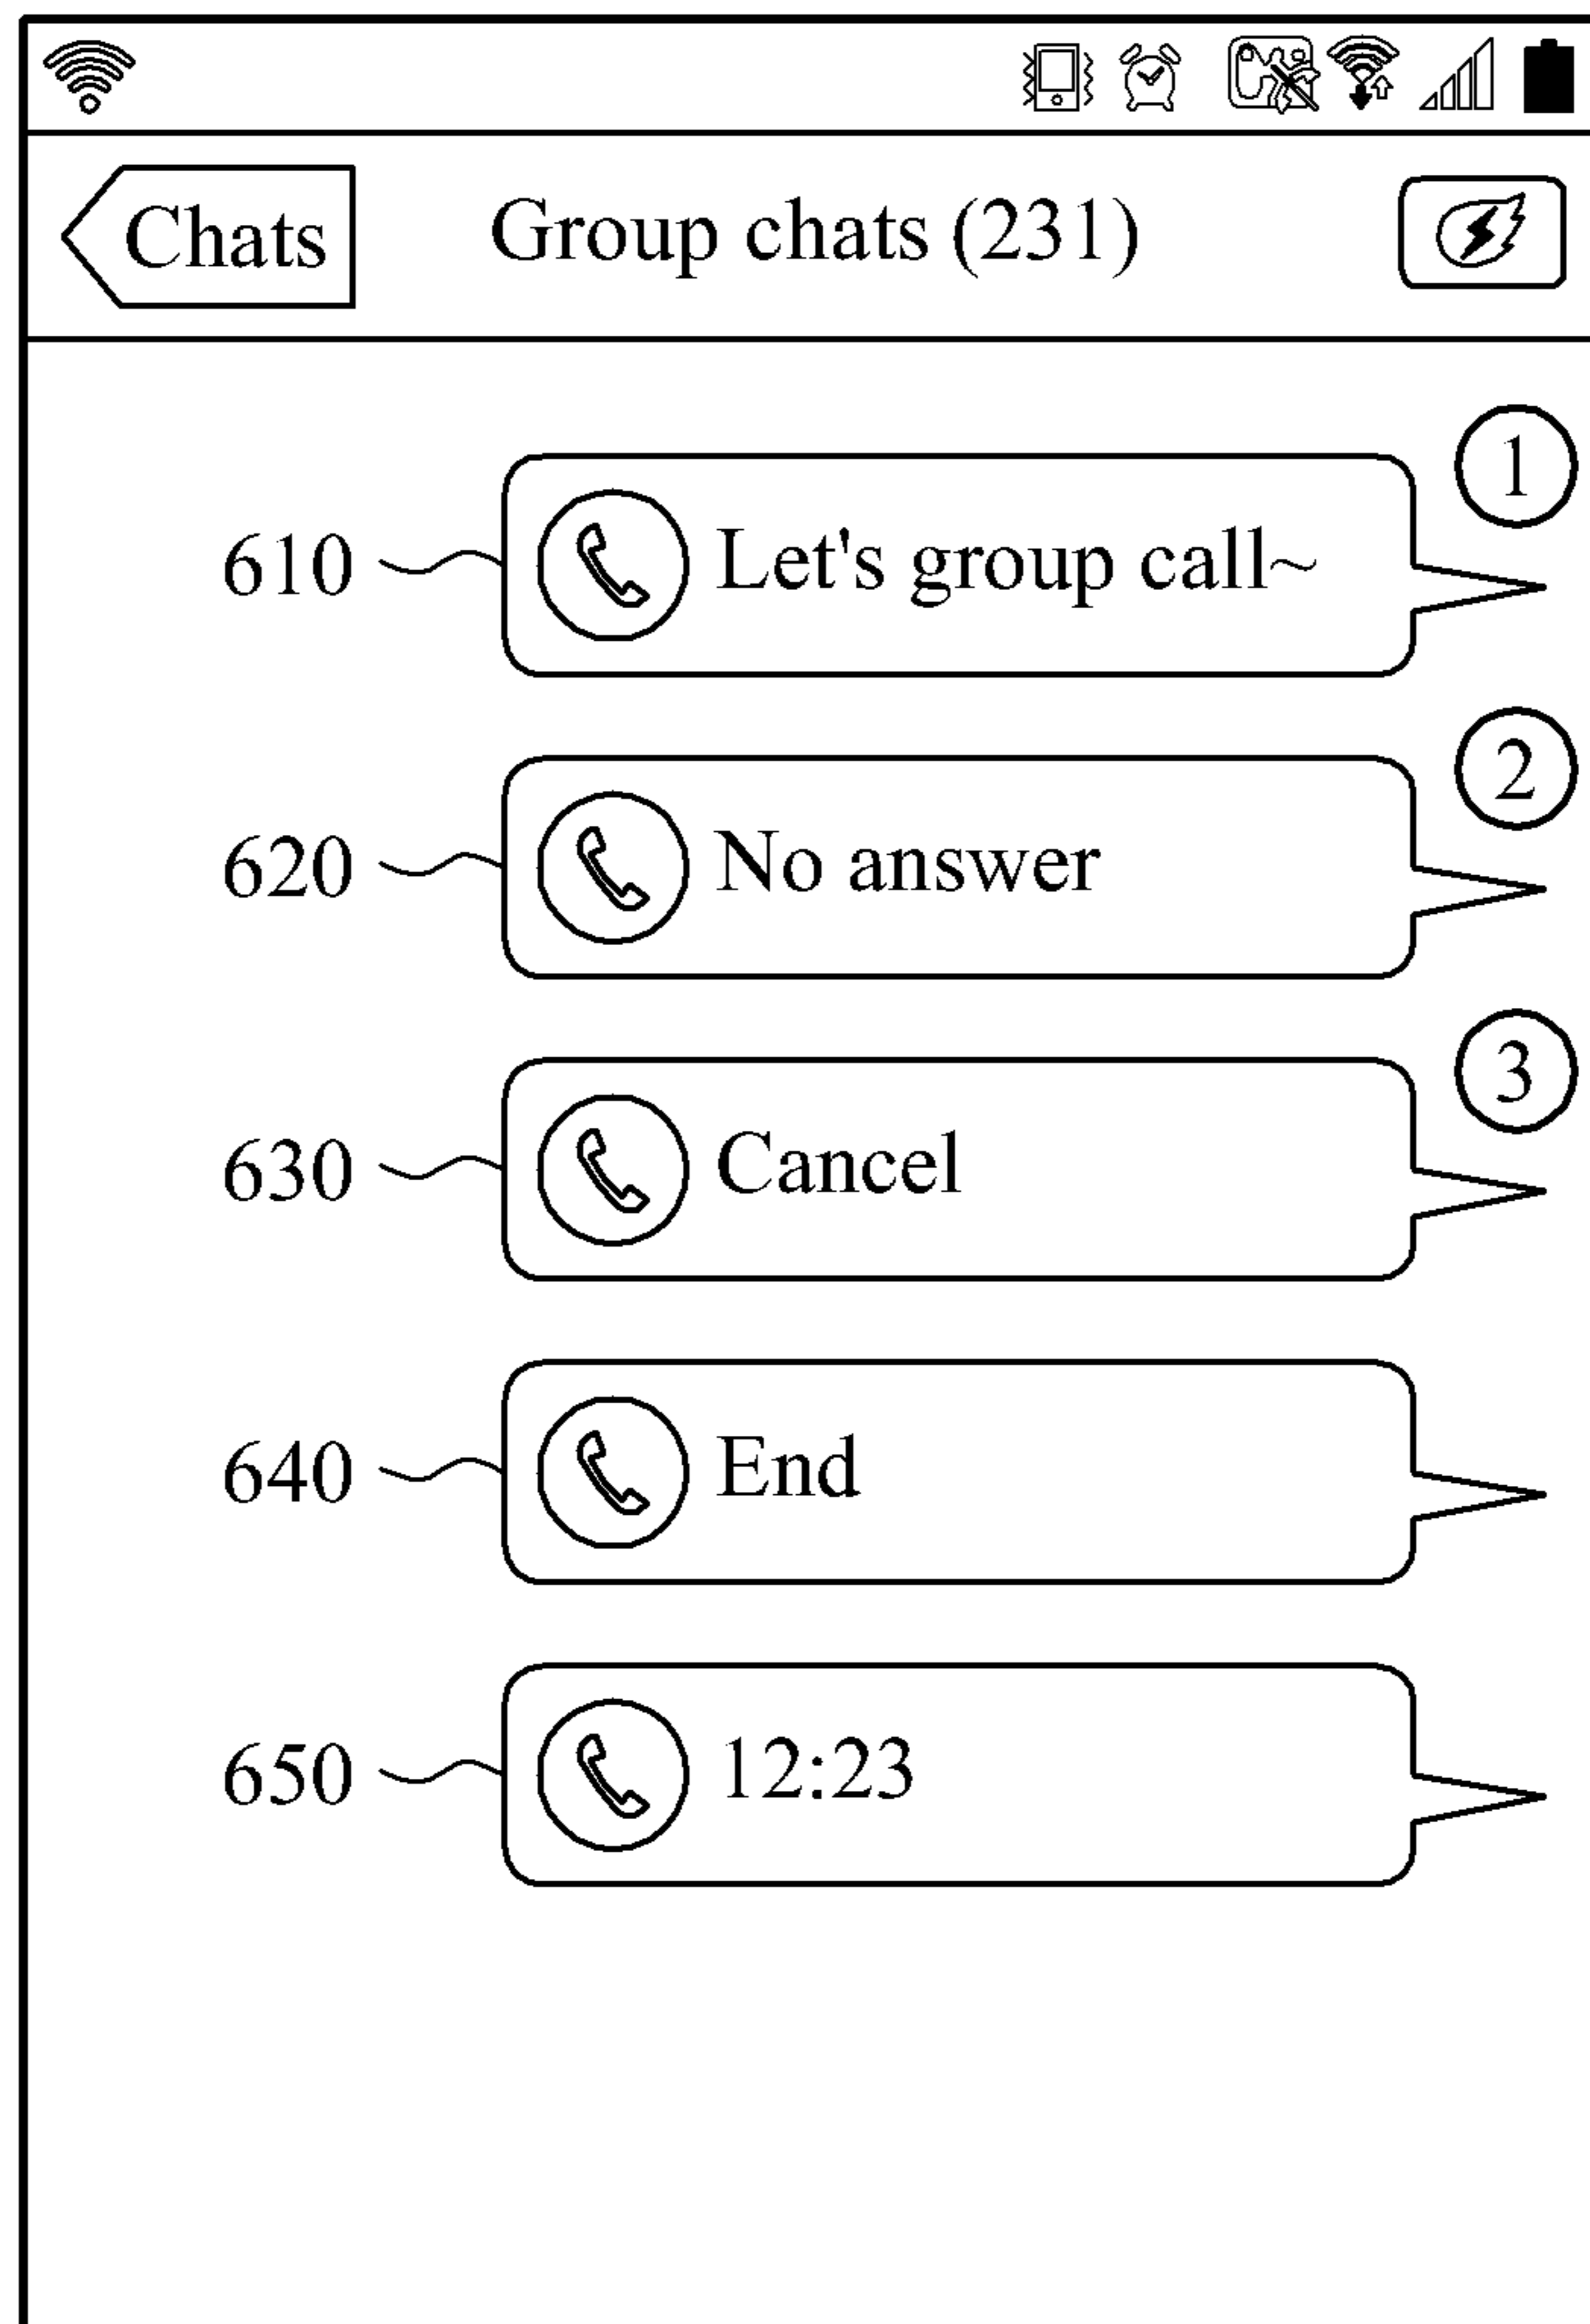 Chats Group chats (231)
1
610 Let's group call~
2
620 No answer
3
630 Cancel
640 End
650 12:23